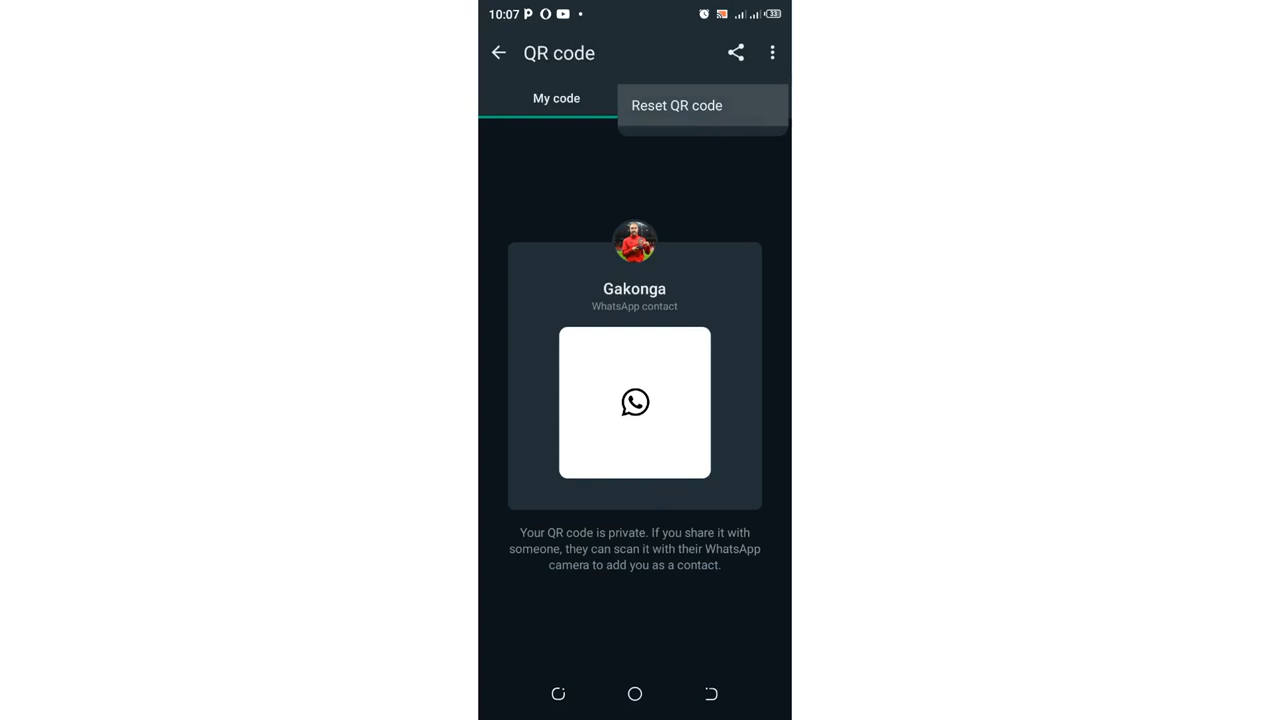 10:07
33
QR code
My code
Reset QR code
Gakonga
WhatsApp contact
Your QR code is private. If you share it with
someone, they can scan it with their WhatsApp
camera to add you as a contact.